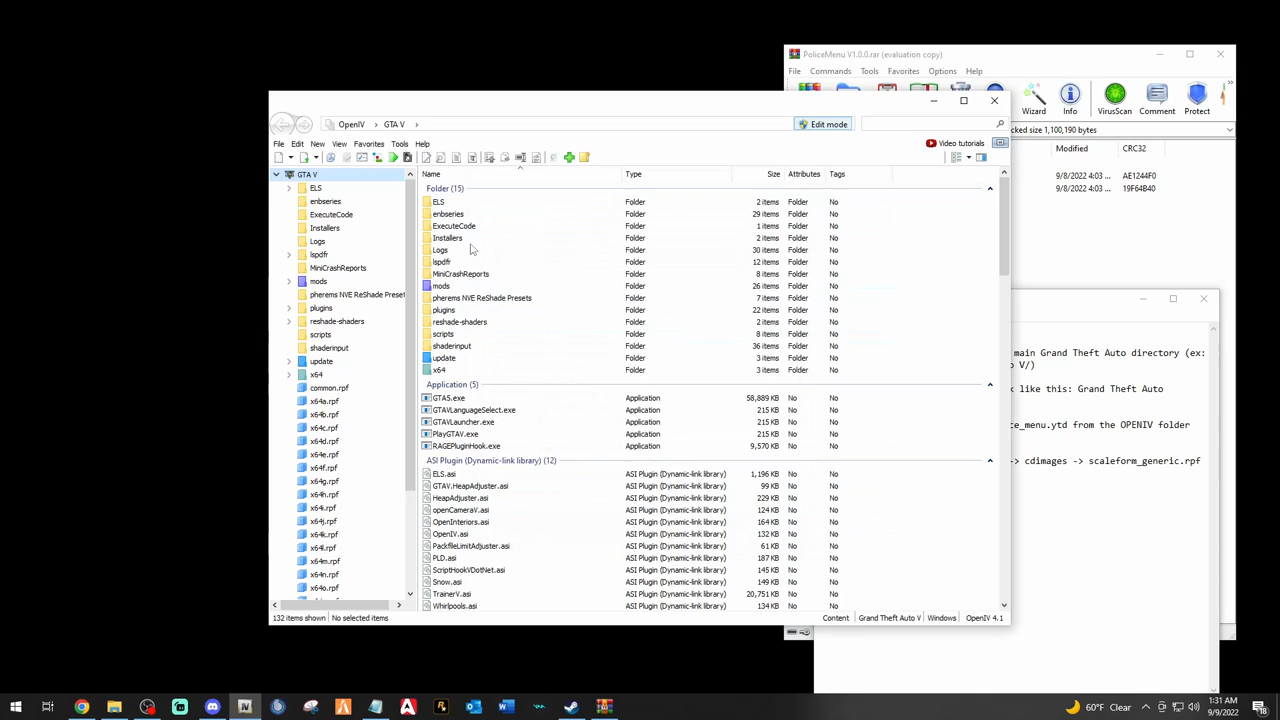 PoliceMenu V1.0.0.rar (evaluation copy)
File Commands Tools Favorites Options Help
Wizard Info VirusScan Comment Protect
cked size 1,100,190 bytes
Modified CRC32
9/8/2022 4:03 ... AE1244F0
9/8/2022 4:03 ... 19F64B40
OpenIV GTA V
Edit mode
File Edit New View Favorites Tools Help
Video tutorials
GTA V
ELS
enbseries
ExecuteCode
Installers
Logs
lspdfr
MiniCrashReports
mods
pherems NVE ReShade Preset
plugins
reshade-shaders
scripts
shaderinput
update
x64
common.rpf
x64a.rpf
x64b.rpf
x64c.rpf
x64d.rpf
x64e.rpf
x64f.rpf
x64g.rpf
x64h.rpf
x64i.rpf
x64j.rpf
x64k.rpf
x64l.rpf
x64m.rpf
x64n.rpf
x64o.rpf
Name Type Size Attributes Tags
Folder (15)
ELS Folder 2 items Folder No
enbseries Folder 29 items Folder No
ExecuteCode Folder 1 items Folder No
Installers Folder 2 items Folder No
Logs Folder 30 items Folder No
lspdfr Folder 12 items Folder No
MiniCrashReports Folder 8 items Folder No
mods Folder 26 items Folder No
pherems NVE ReShade Presets Folder 7 items Folder No
plugins Folder 22 items Folder No
reshade-shaders Folder 2 items Folder No
scripts Folder 8 items Folder No
shaderinput Folder 36 items Folder No
update Folder 3 items Folder No
x64 Folder 3 items Folder No
Application (5)
GTA5.exe Application 58,889 KB No No
GTAVLanguageSelect.exe Application 215 KB No No
GTAVLauncher.exe Application 215 KB No No
PlayGTAV.exe Application 215 KB No No
RAGEPluginHook.exe Application 9,570 KB No No
ASI Plugin (Dynamic-link library) (12)
ELS.asi ASI Plugin (Dynamic-link library) 1,196 KB No No
GTAV.HeapAdjuster.asi ASI Plugin (Dynamic-link library) 99 KB No No
HeapAdjuster.asi ASI Plugin (Dynamic-link library) 229 KB No No
openCameraV.asi ASI Plugin (Dynamic-link library) 124 KB No No
OpenInteriors.asi ASI Plugin (Dynamic-link library) 164 KB No No
OpenIV.asi ASI Plugin (Dynamic-link library) 132 KB No No
PackfileLimitAdjuster.asi ASI Plugin (Dynamic-link library) 61 KB No No
PLD.asi ASI Plugin (Dynamic-link library) 187 KB No No
ScriptHookVDotNet.asi ASI Plugin (Dynamic-link library) 145 KB No No
Snow.asi ASI Plugin (Dynamic-link library) 149 KB No No
TrainerV.asi ASI Plugin (Dynamic-link library) 20,751 KB No No
Whirlpools.asi ASI Plugin (Dynamic-link library) 134 KB No No
132 items shown No selected items
Content Grand Theft Auto V Windows OpenIV 4.1
main Grand Theft Auto directory (ex:
o V/)
k like this: Grand Theft Auto
ce_menu.ytd from the OPENIV folder
-> cdimages -> scaleform_generic.rpf
60°F Clear
1:31 AM
9/9/2022
18